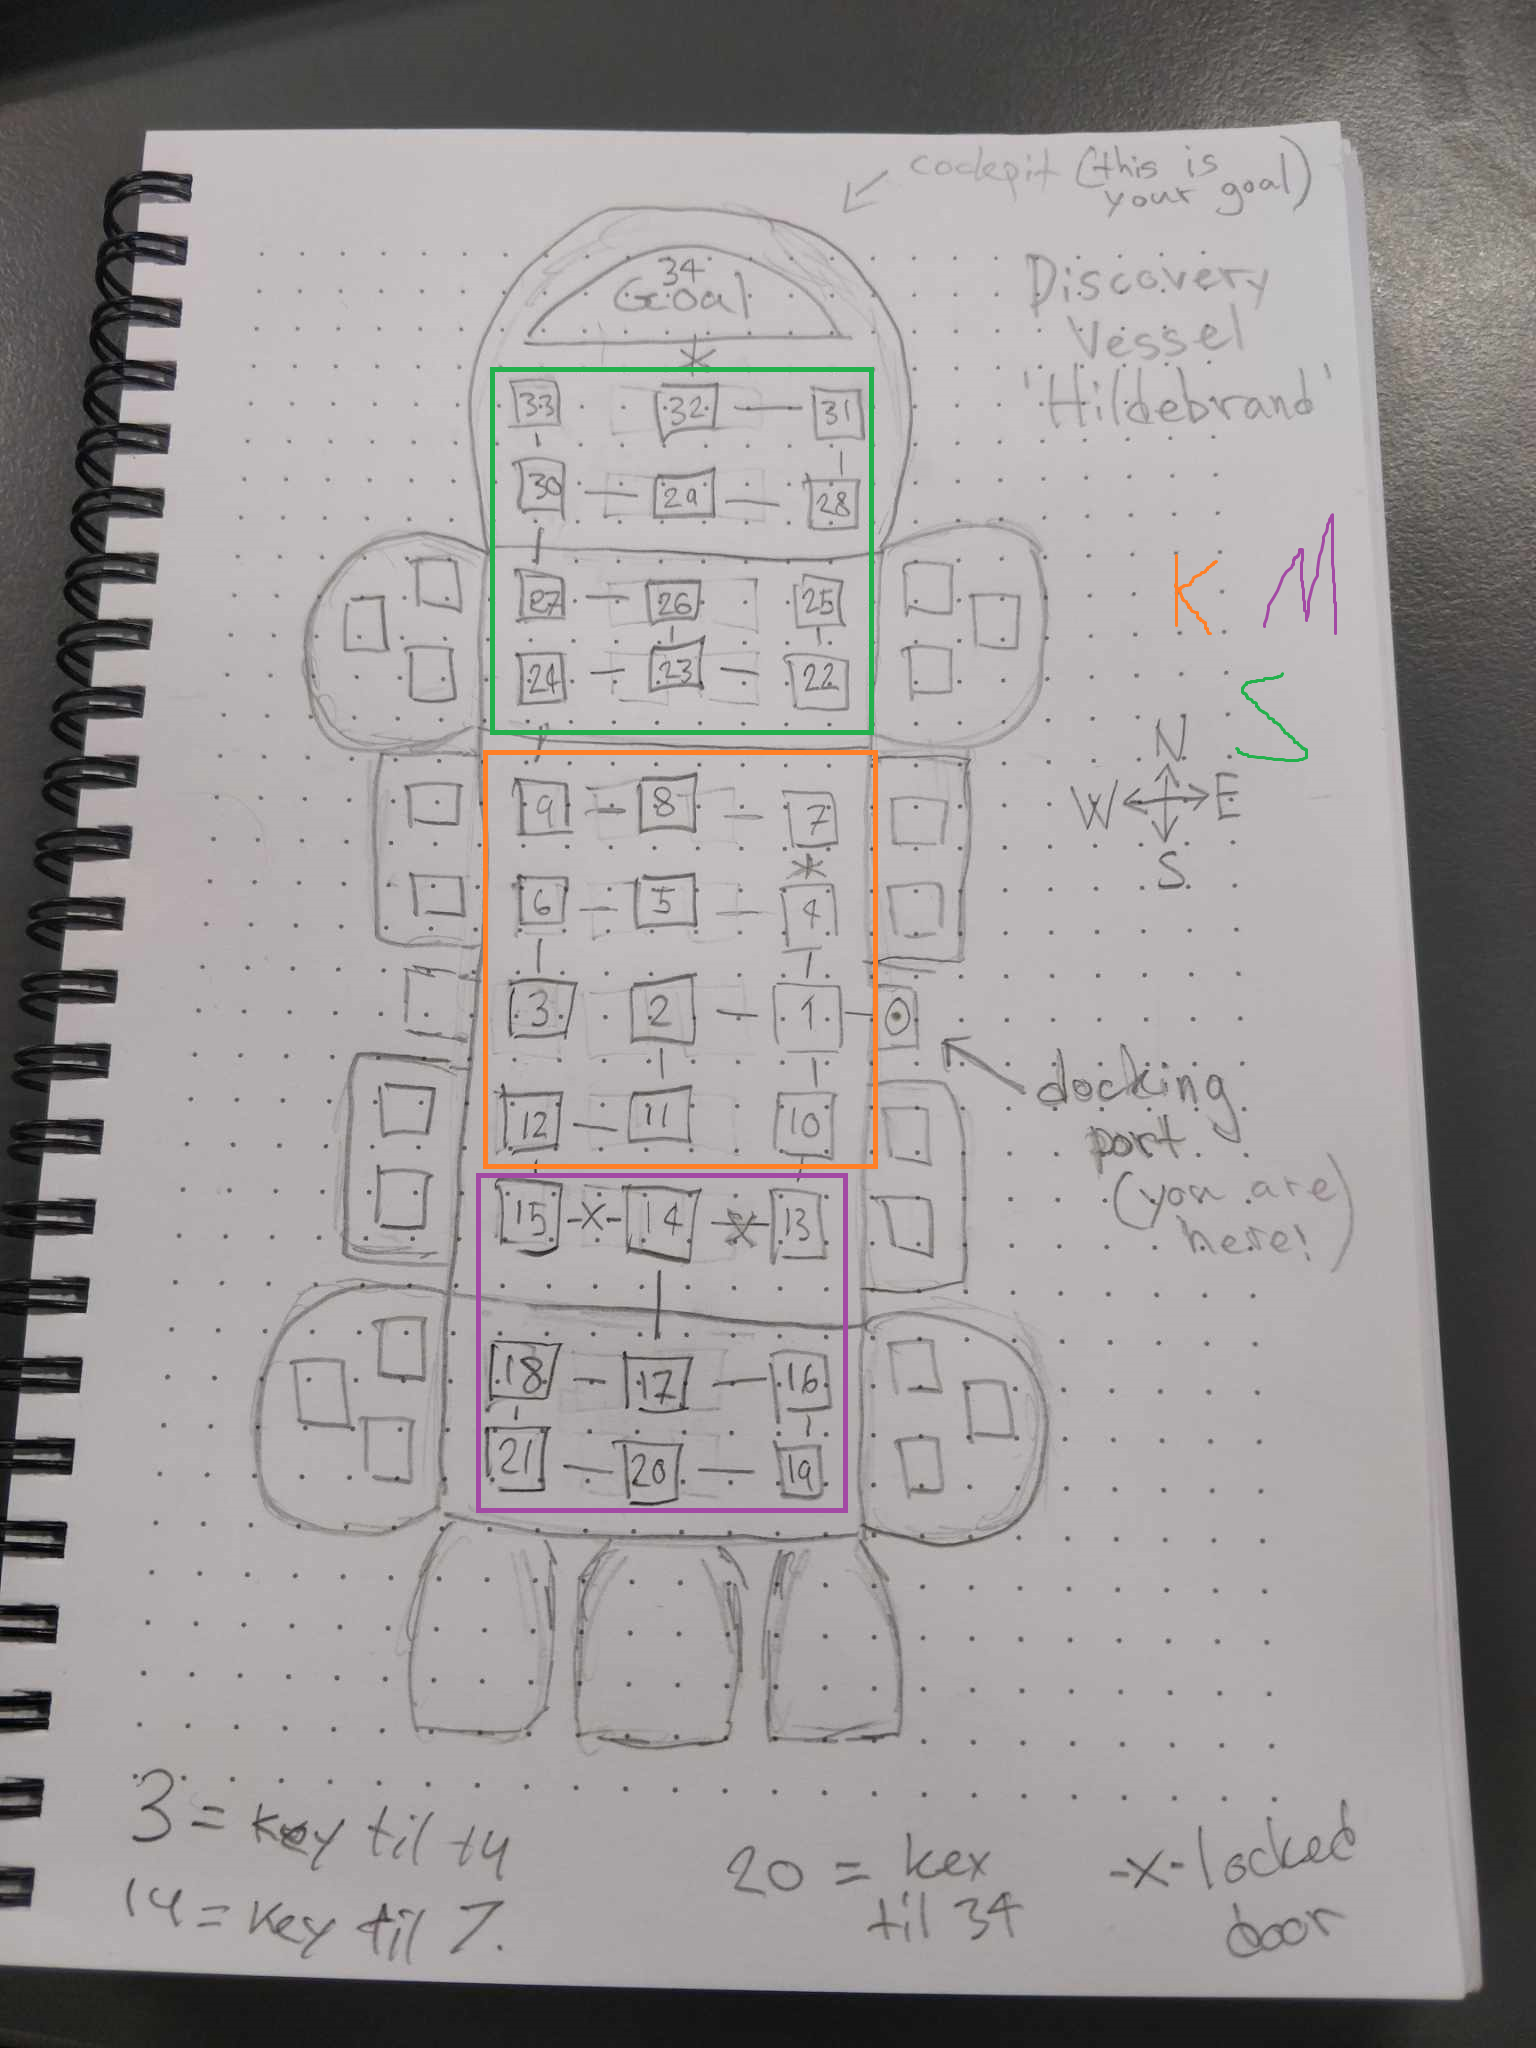 cockpit (this is
your goal)
Discovery
Vessel
'Hildebrand'
34
Goal
33 32 31
30 29 28
27 26 25
24 23 22
K M
S
N
W E
S
9 8 7
6 5 4
3 2 1 0
12 11 10
15 -x- 14 -x- 13
18 17 16
21 20 19
docking
port
(you are
here!)
3 = key til 14
14 = key til 7.
20 = kex
til 34
-x- locked
door